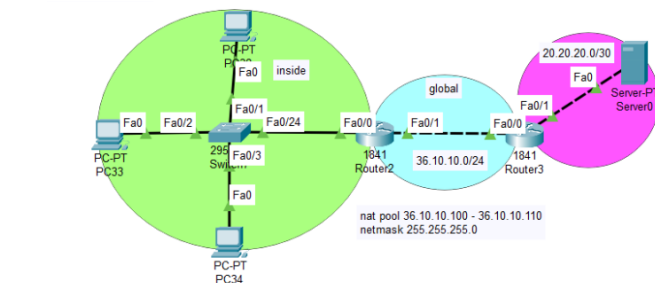 PC-PT
Fa0
inside
Fa0/1
Fa0
Fa0/2
Fa0/24
Fa0/0
PC-PT
PC33
Fa0/3
Fa0
PC-PT
PC34
1841
Router2
global
Fa0/1
Fa0/0
36.10.10.0/24
1841
Router3
20.20.20.0/30
Fa0
Fa0/1
Server-PT
Server0
nat pool 36.10.10.100 - 36.10.10.110
netmask 255.255.255.0